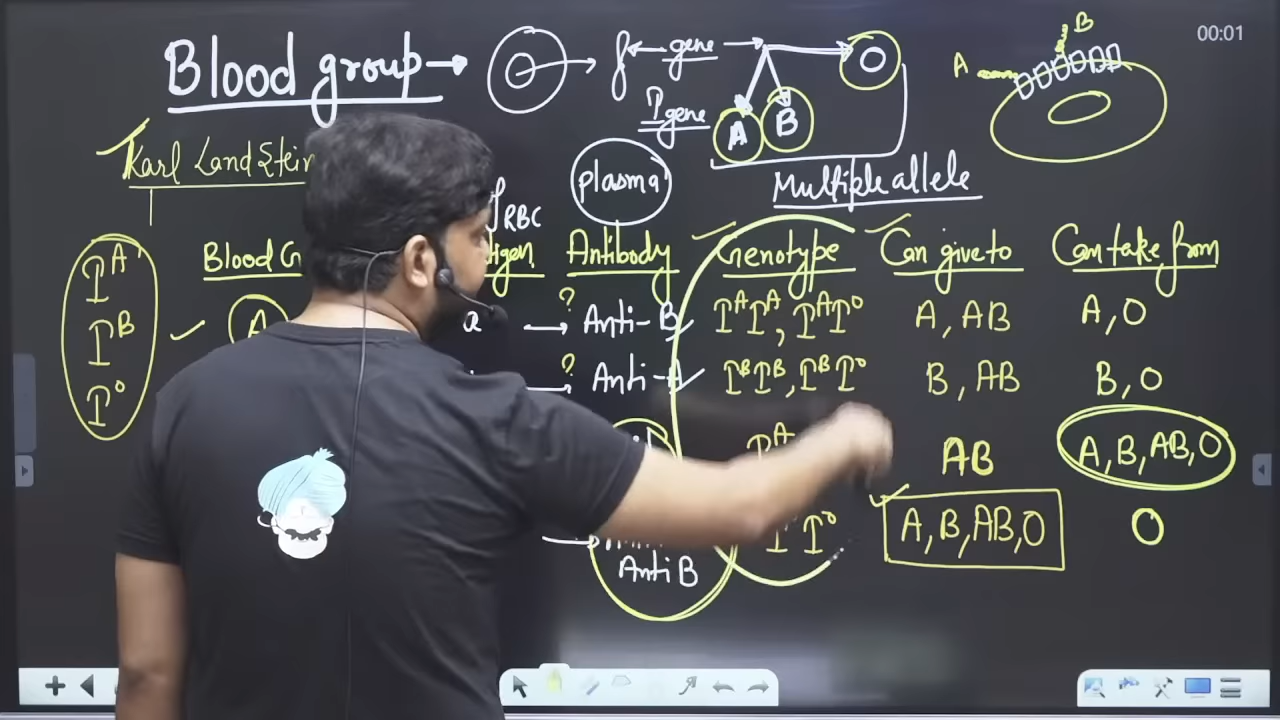 00:01
Blood group → f ← gene → O
A B
I gene A B
Karl Land Stein
plasma
Multiple allele
RBC
Blood G tigen Antibody Genotype Can give to Can take from
I^A
I^B
I^O
A a → ? Anti-B I^A I^A, I^A I^O A, AB A, O
? Anti-A I^B I^B, I^B I^O B, AB B, O
I^A AB A, B, AB, O
I^O A, B, AB, O O
Anti B